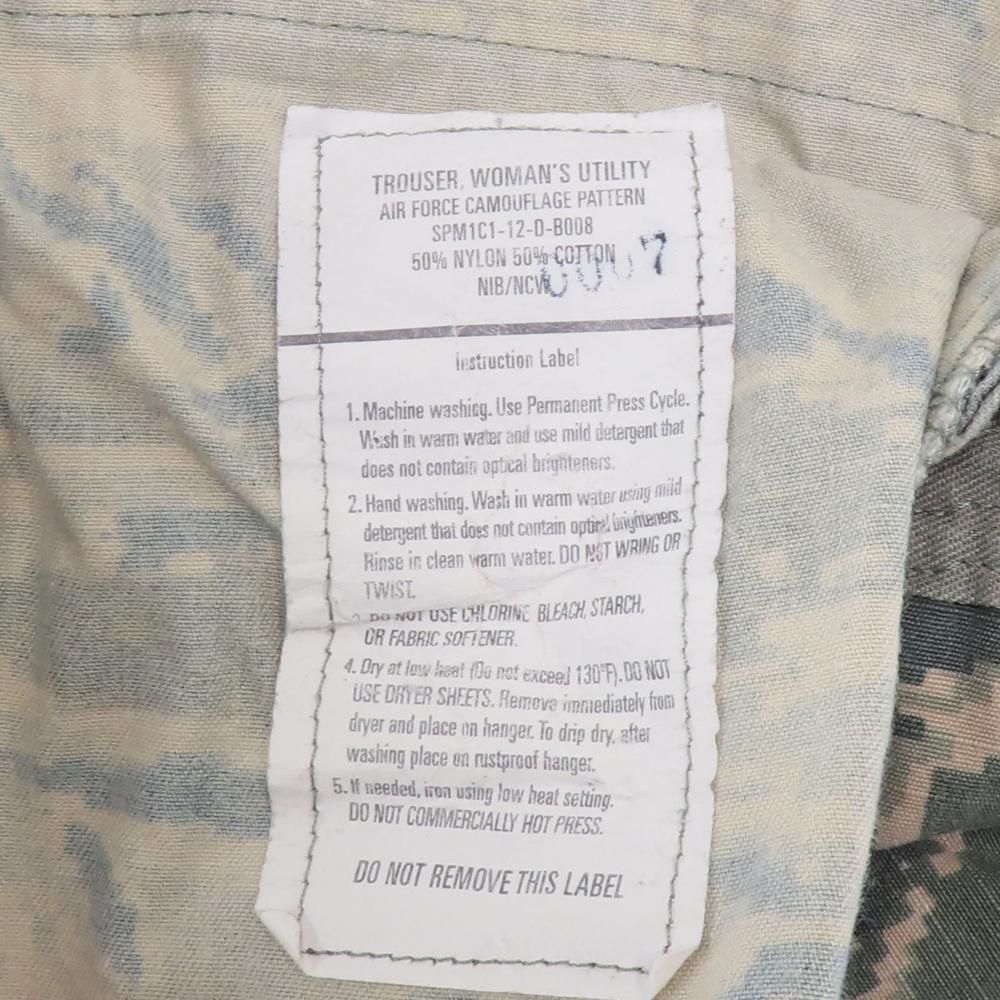 TROUSER, WOMAN'S UTILITY
AIR FORCE CAMOUFLAGE PATTERN
SPM1C1-12-D-B008
50% NYLON 50% COTTON
NIB/NCW
0007
Instruction Label
1. Machine washing. Use Permanent Press Cycle.
Wash in warm water and use mild detergent that
does not contain optical brighteners.
2. Hand washing. Wash in warm water using mild
detergent that does not contain optical brighteners.
Rinse in clean warm water. DO NOT WRING OR
TWIST.
3. DO NOT USE CHLORINE BLEACH, STARCH,
OR FABRIC SOFTENER.
4. Dry at low heat (Do not exceed 130°F). DO NOT
USE DRYER SHEETS. Remove immediately from
dryer and place on hanger. To drip dry, after
washing place on rustproof hanger.
5. If needed, iron using low heat setting.
DO NOT COMMERCIALLY HOT PRESS.
DO NOT REMOVE THIS LABEL